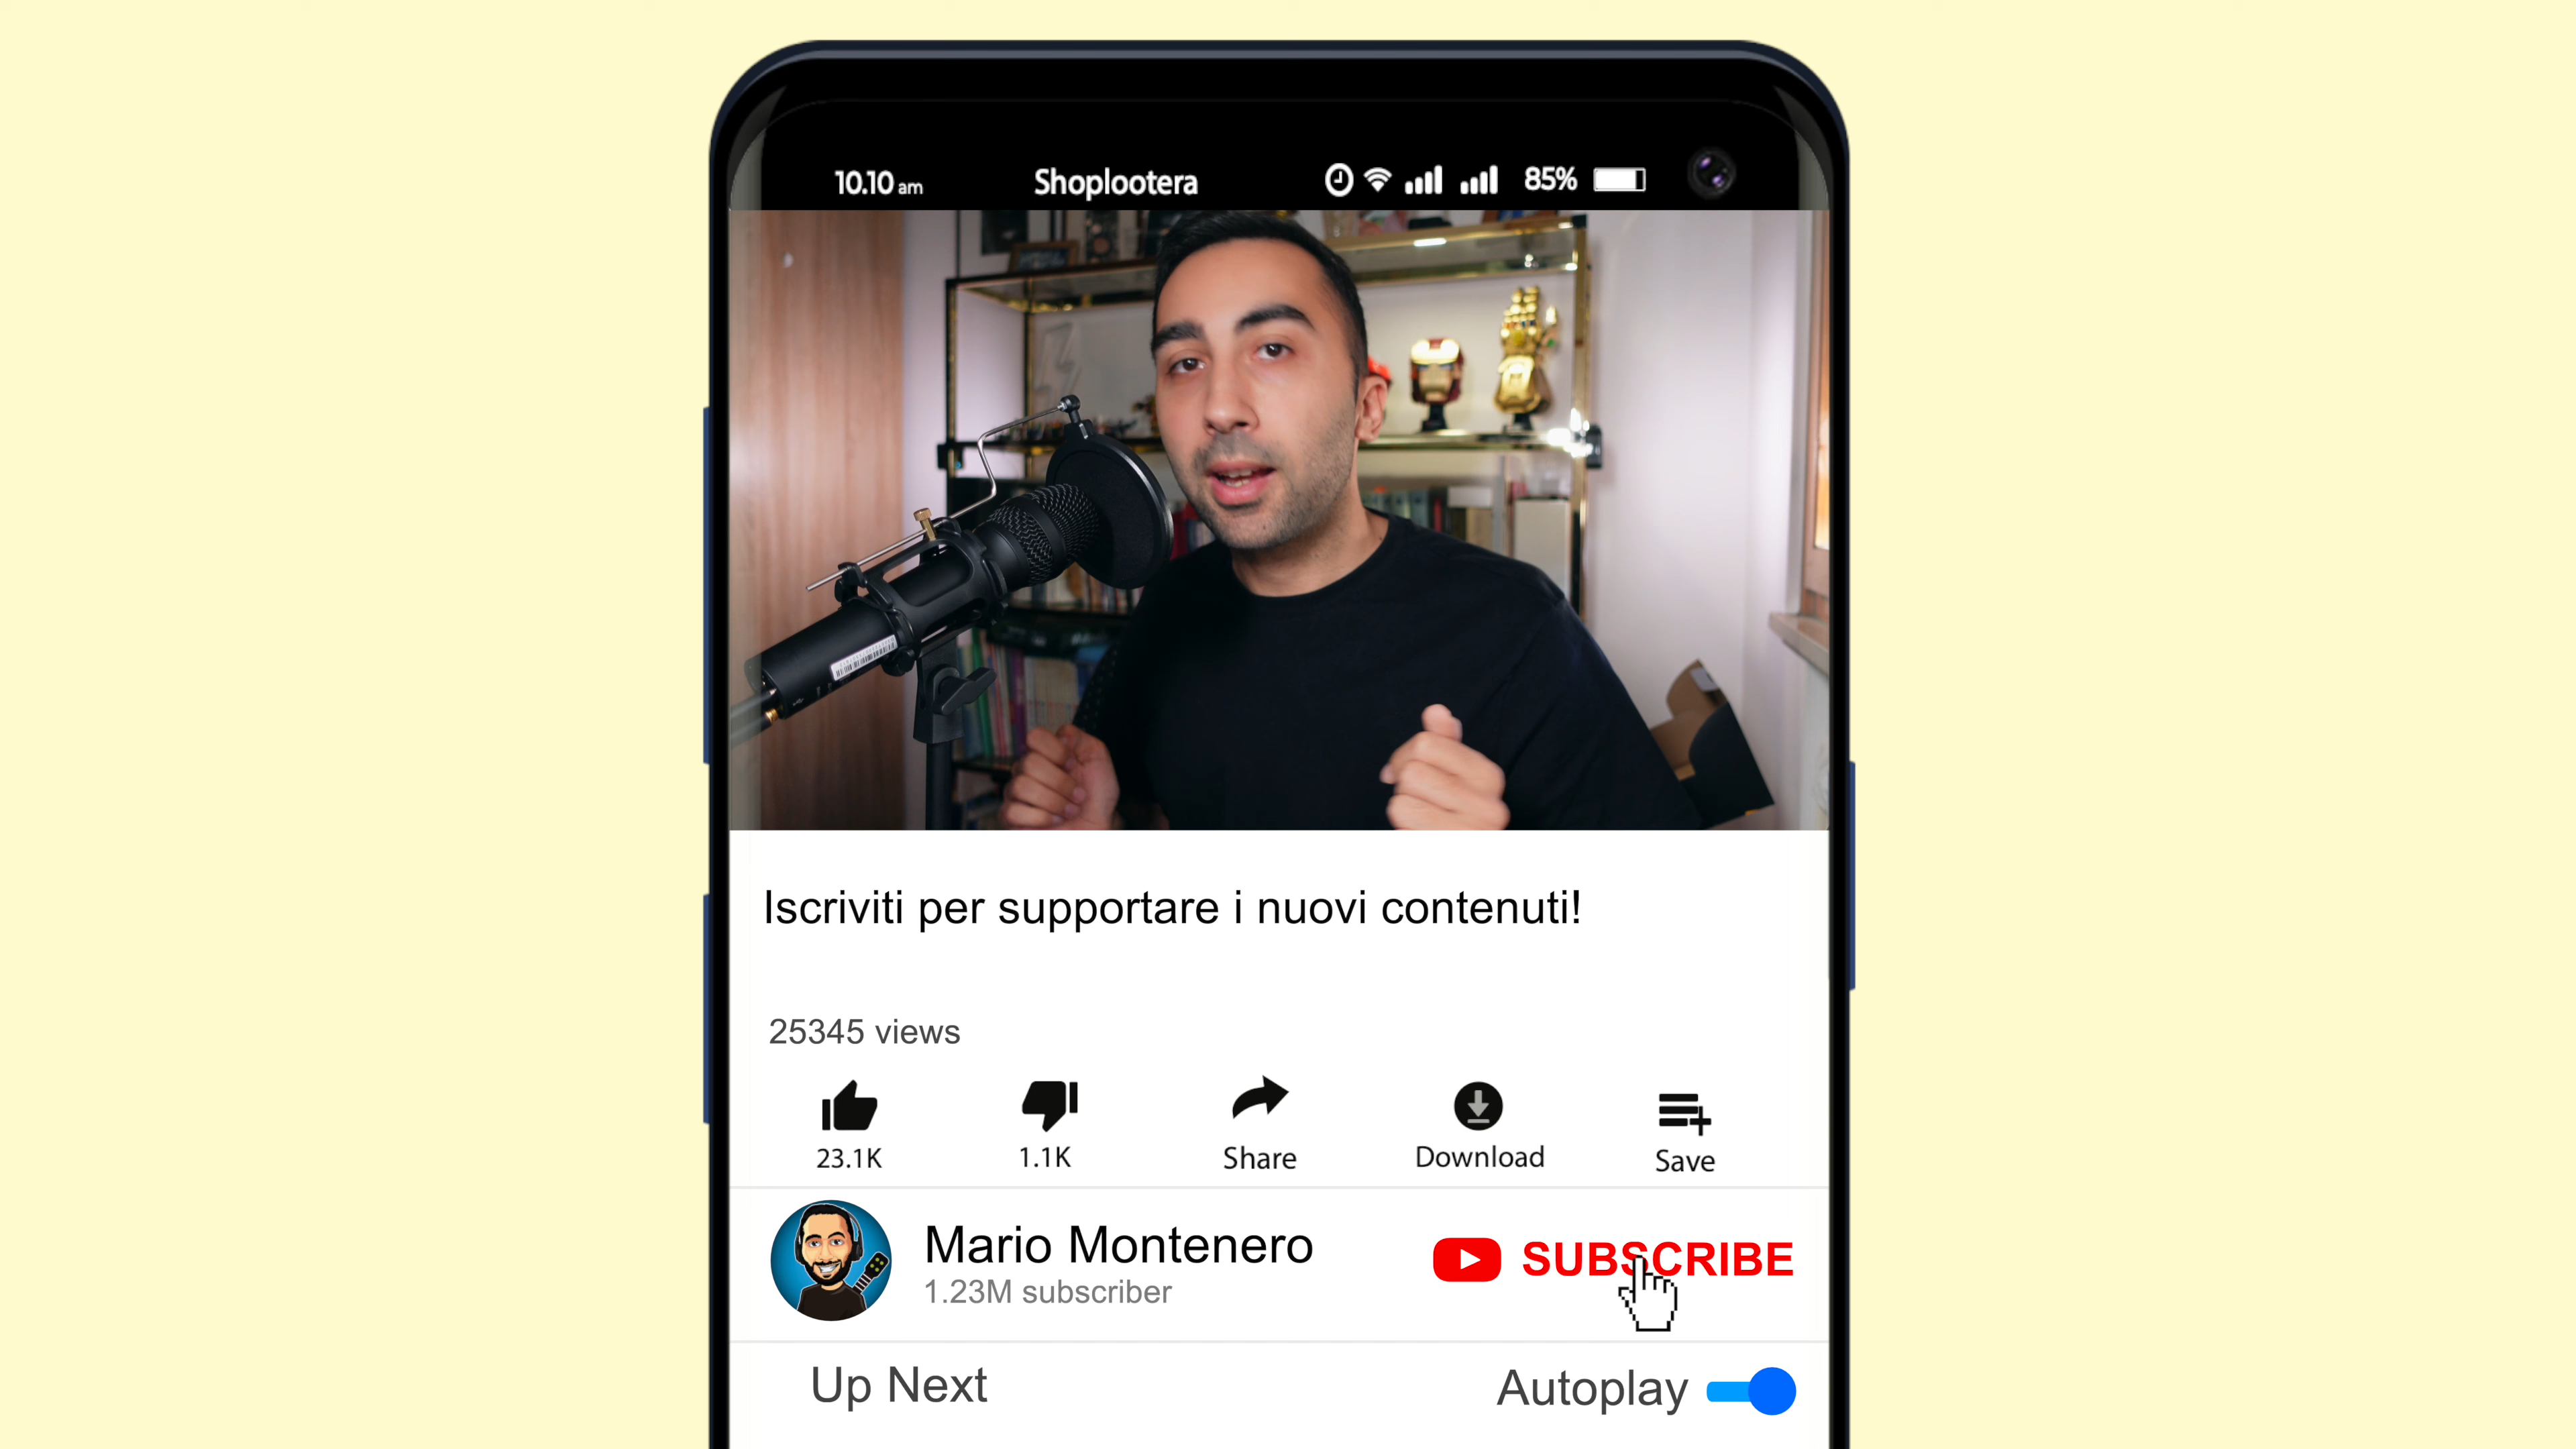 10.10 am Shoplootera 85%
Iscriviti per supportare i nuovi contenuti!
25345 views
23.1K 1.1K Share Download Save
Mario Montenero SUBSCRIBE
1.23M subscriber
Up Next Autoplay